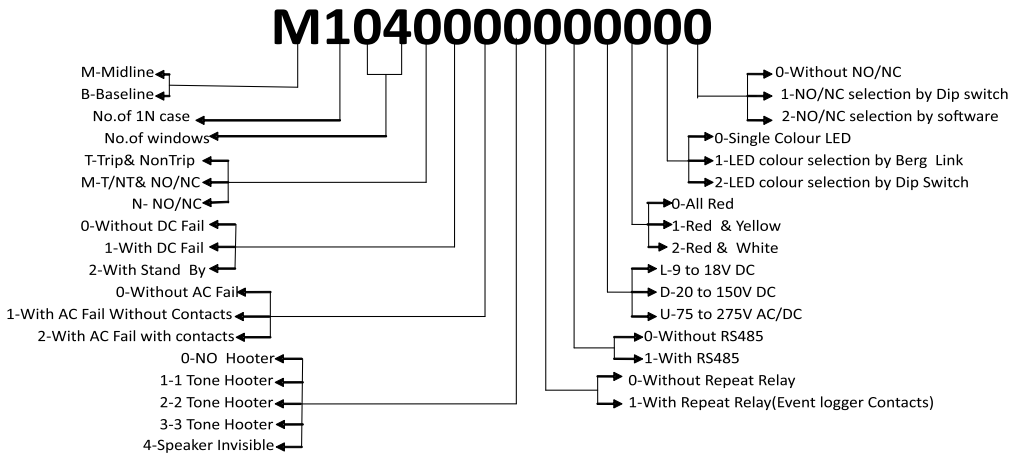 M1040000000000
M-Midline
B-Baseline
No.of 1N case
No.of windows
T-Trip& NonTrip
M-T/NT& NO/NC
N- NO/NC
0-Without DC Fail
1-With DC Fail
2-With Stand By
0-Without AC Fail
1-With AC Fail Without Contacts
2-With AC Fail with contacts
0-NO Hooter
1-1 Tone Hooter
2-2 Tone Hooter
3-3 Tone Hooter
4-Speaker Invisible
0-Without NO/NC
1-NO/NC selection by Dip switch
2-NO/NC selection by software
0-Single Colour LED
1-LED colour selection by Berg Link
2-LED colour selection by Dip Switch
0-All Red
1-Red & Yellow
2-Red & White
L-9 to 18V DC
D-20 to 150V DC
U-75 to 275V AC/DC
0-Without RS485
1-With RS485
0-Without Repeat Relay
1-With Repeat Relay(Event logger Contacts)